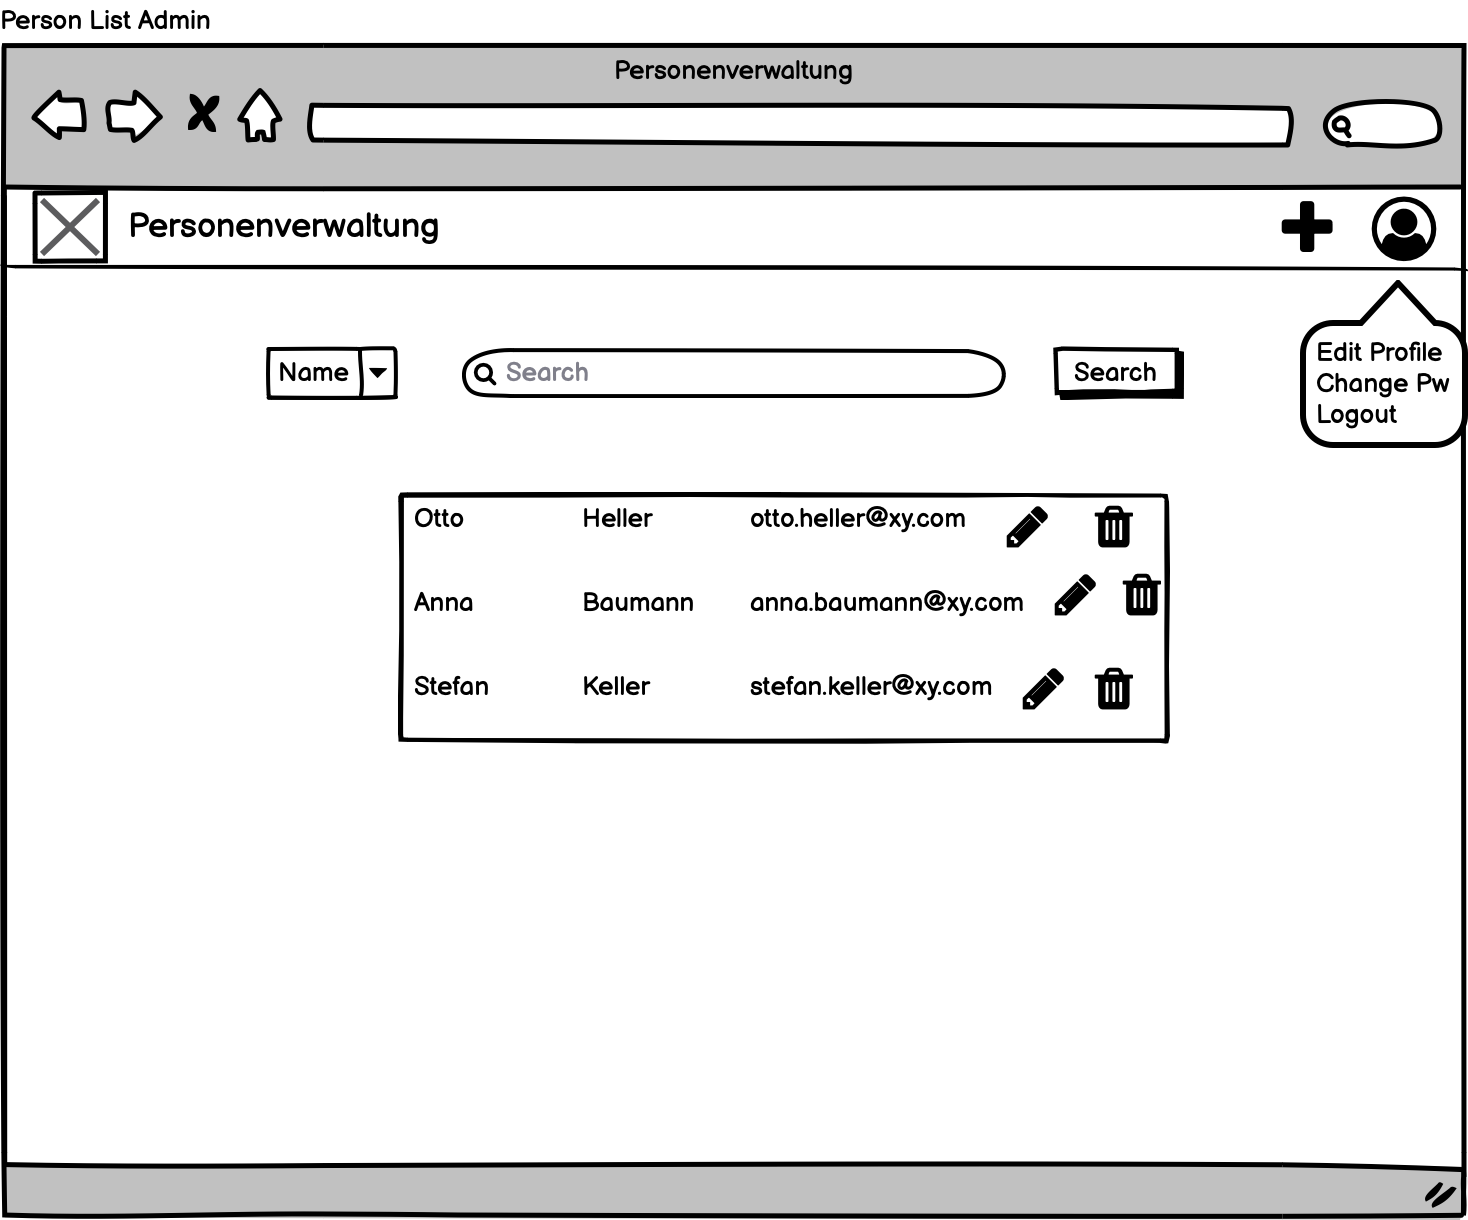 Person List Admin
Personenverwaltung
Personenverwaltung
Name
Search
Search
Edit Profile
Change Pw
Logout
Otto Heller otto.heller@xy.com
Anna Baumann anna.baumann@xy.com
Stefan Keller stefan.keller@xy.com